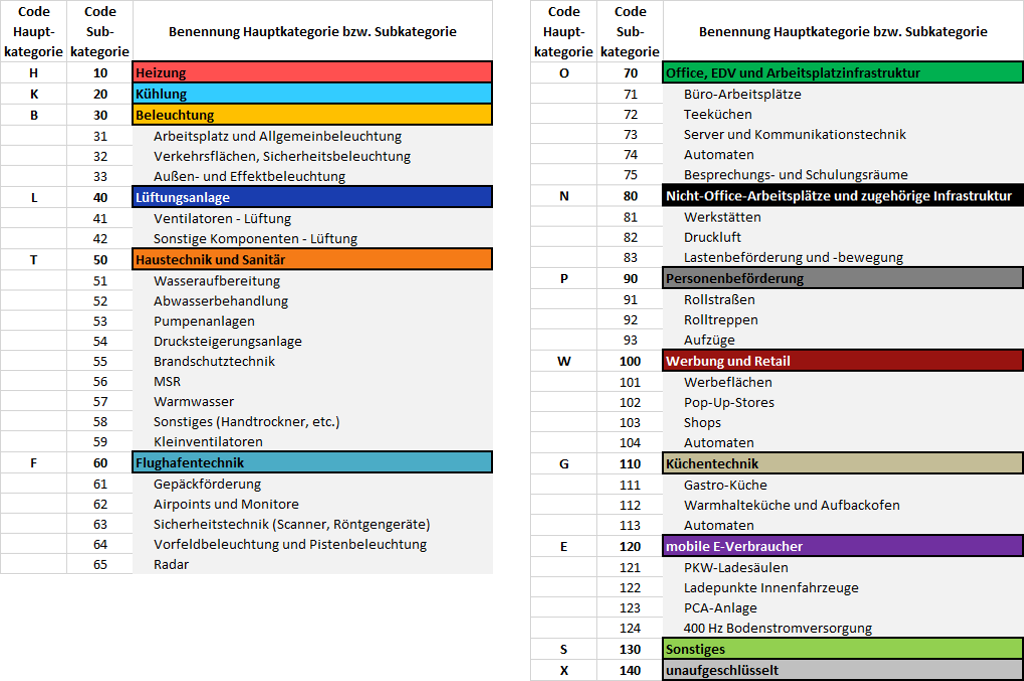 Code Haupt-kategorie Code Sub-kategorie Benennung Hauptkategorie bzw. Subkategorie
H 10 Heizung
K 20 Kühlung
B 30 Beleuchtung
31 Arbeitsplatz und Allgemeinbeleuchtung
32 Verkehrsflächen, Sicherheitsbeleuchtung
33 Außen- und Effektbeleuchtung
L 40 Lüftungsanlage
41 Ventilatoren - Lüftung
42 Sonstige Komponenten - Lüftung
T 50 Haustechnik und Sanitär
51 Wasseraufbereitung
52 Abwasserbehandlung
53 Pumpenanlagen
54 Drucksteigerungsanlage
55 Brandschutztechnik
56 MSR
57 Warmwasser
58 Sonstiges (Handtrockner, etc.)
59 Kleinventilatoren
F 60 Flughafentechnik
61 Gepäckförderung
62 Airpoints und Monitore
63 Sicherheitstechnik (Scanner, Röntgengeräte)
64 Vorfeldbeleuchtung und Pistenbeleuchtung
65 Radar
Code Haupt-kategorie Code Sub-kategorie Benennung Hauptkategorie bzw. Subkategorie
O 70 Office, EDV und Arbeitsplatzinfrastruktur
71 Büro-Arbeitsplätze
72 Teeküchen
73 Server und Kommunikationstechnik
74 Automaten
75 Besprechungs- und Schulungsräume
N 80 Nicht-Office-Arbeitsplätze und zugehörige Infrastruktur
81 Werkstätten
82 Druckluft
83 Lastenbeförderung und -bewegung
P 90 Personenbeförderung
91 Rollstraßen
92 Rolltreppen
93 Aufzüge
W 100 Werbung und Retail
101 Werbeflächen
102 Pop-Up-Stores
103 Shops
104 Automaten
G 110 Küchentechnik
111 Gastro-Küche
112 Warmhalteküche und Aufbackofen
113 Automaten
E 120 mobile E-Verbraucher
121 PKW-Ladesäulen
122 Ladepunkte Innenfahrzeuge
123 PCA-Anlage
124 400 Hz Bodenstromversorgung
S 130 Sonstiges
X 140 unaufgeschlüsselt